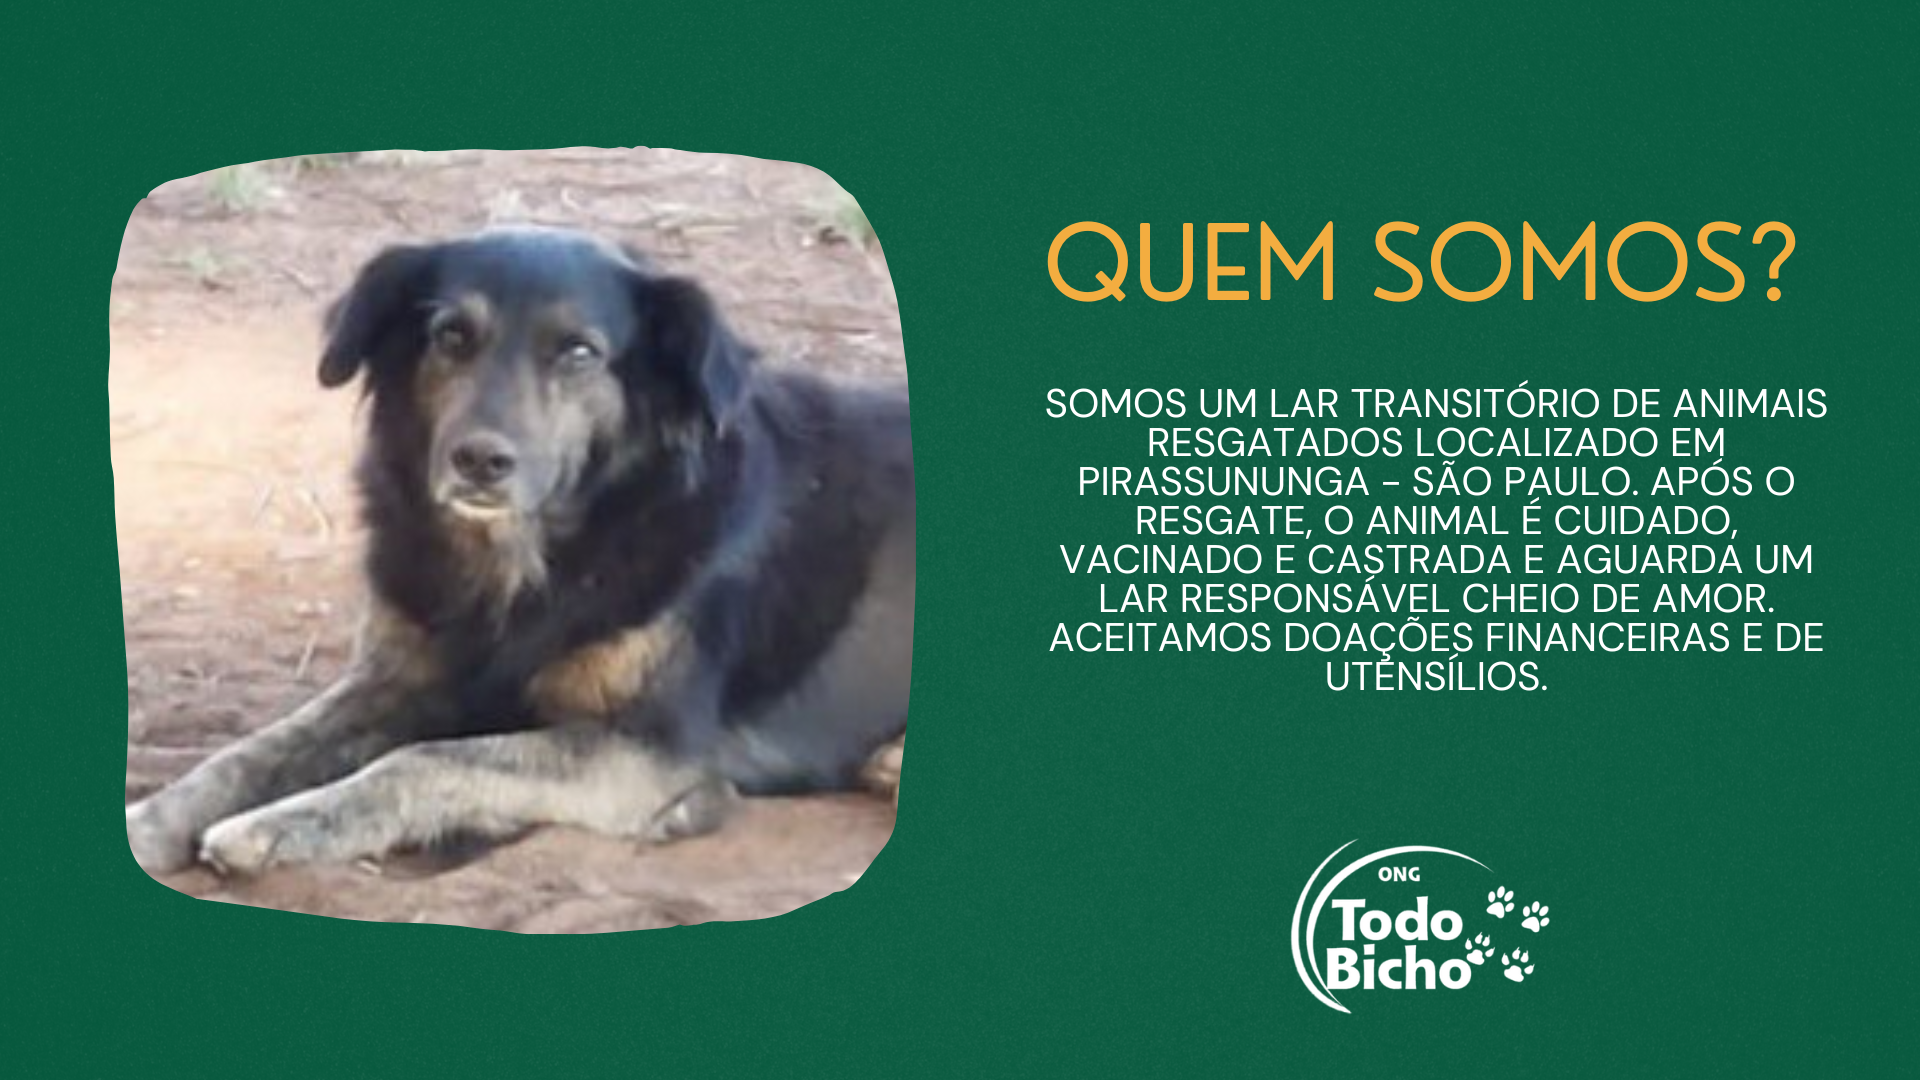 QUEM SOMOS?
SOMOS UM LAR TRANSITÓRIO DE ANIMAIS
RESGATADOS LOCALIZADO EM
PIRASSUNUNGA - SÃO PAULO. APÓS O
RESGATE, O ANIMAL É CUIDADO,
VACINADO E CASTRADA E AGUARDA UM
LAR RESPONSÁVEL CHEIO DE AMOR.
ACEITAMOS DOAÇÕES FINANCEIRAS E DE
UTENSÍLIOS.
ONG
Todo
Bicho